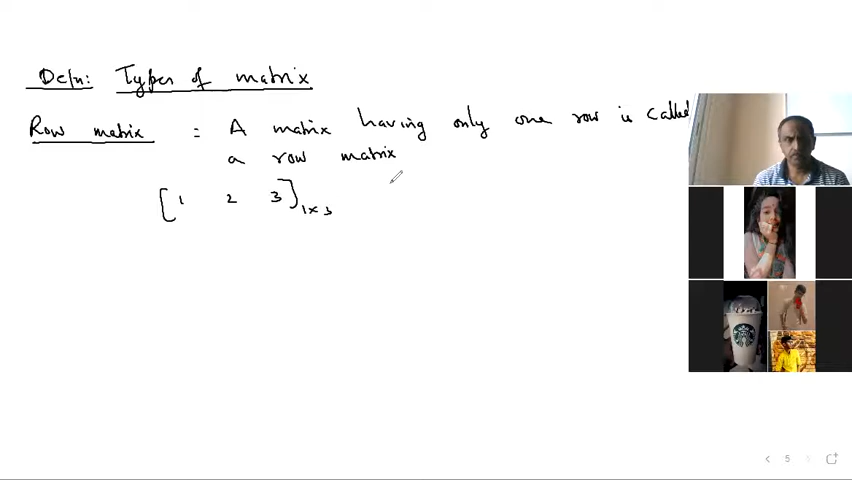 Defn: Types of matrix
Row matrix : A matrix having only one row is called
a row matrix
[1 2 3]1×3
5